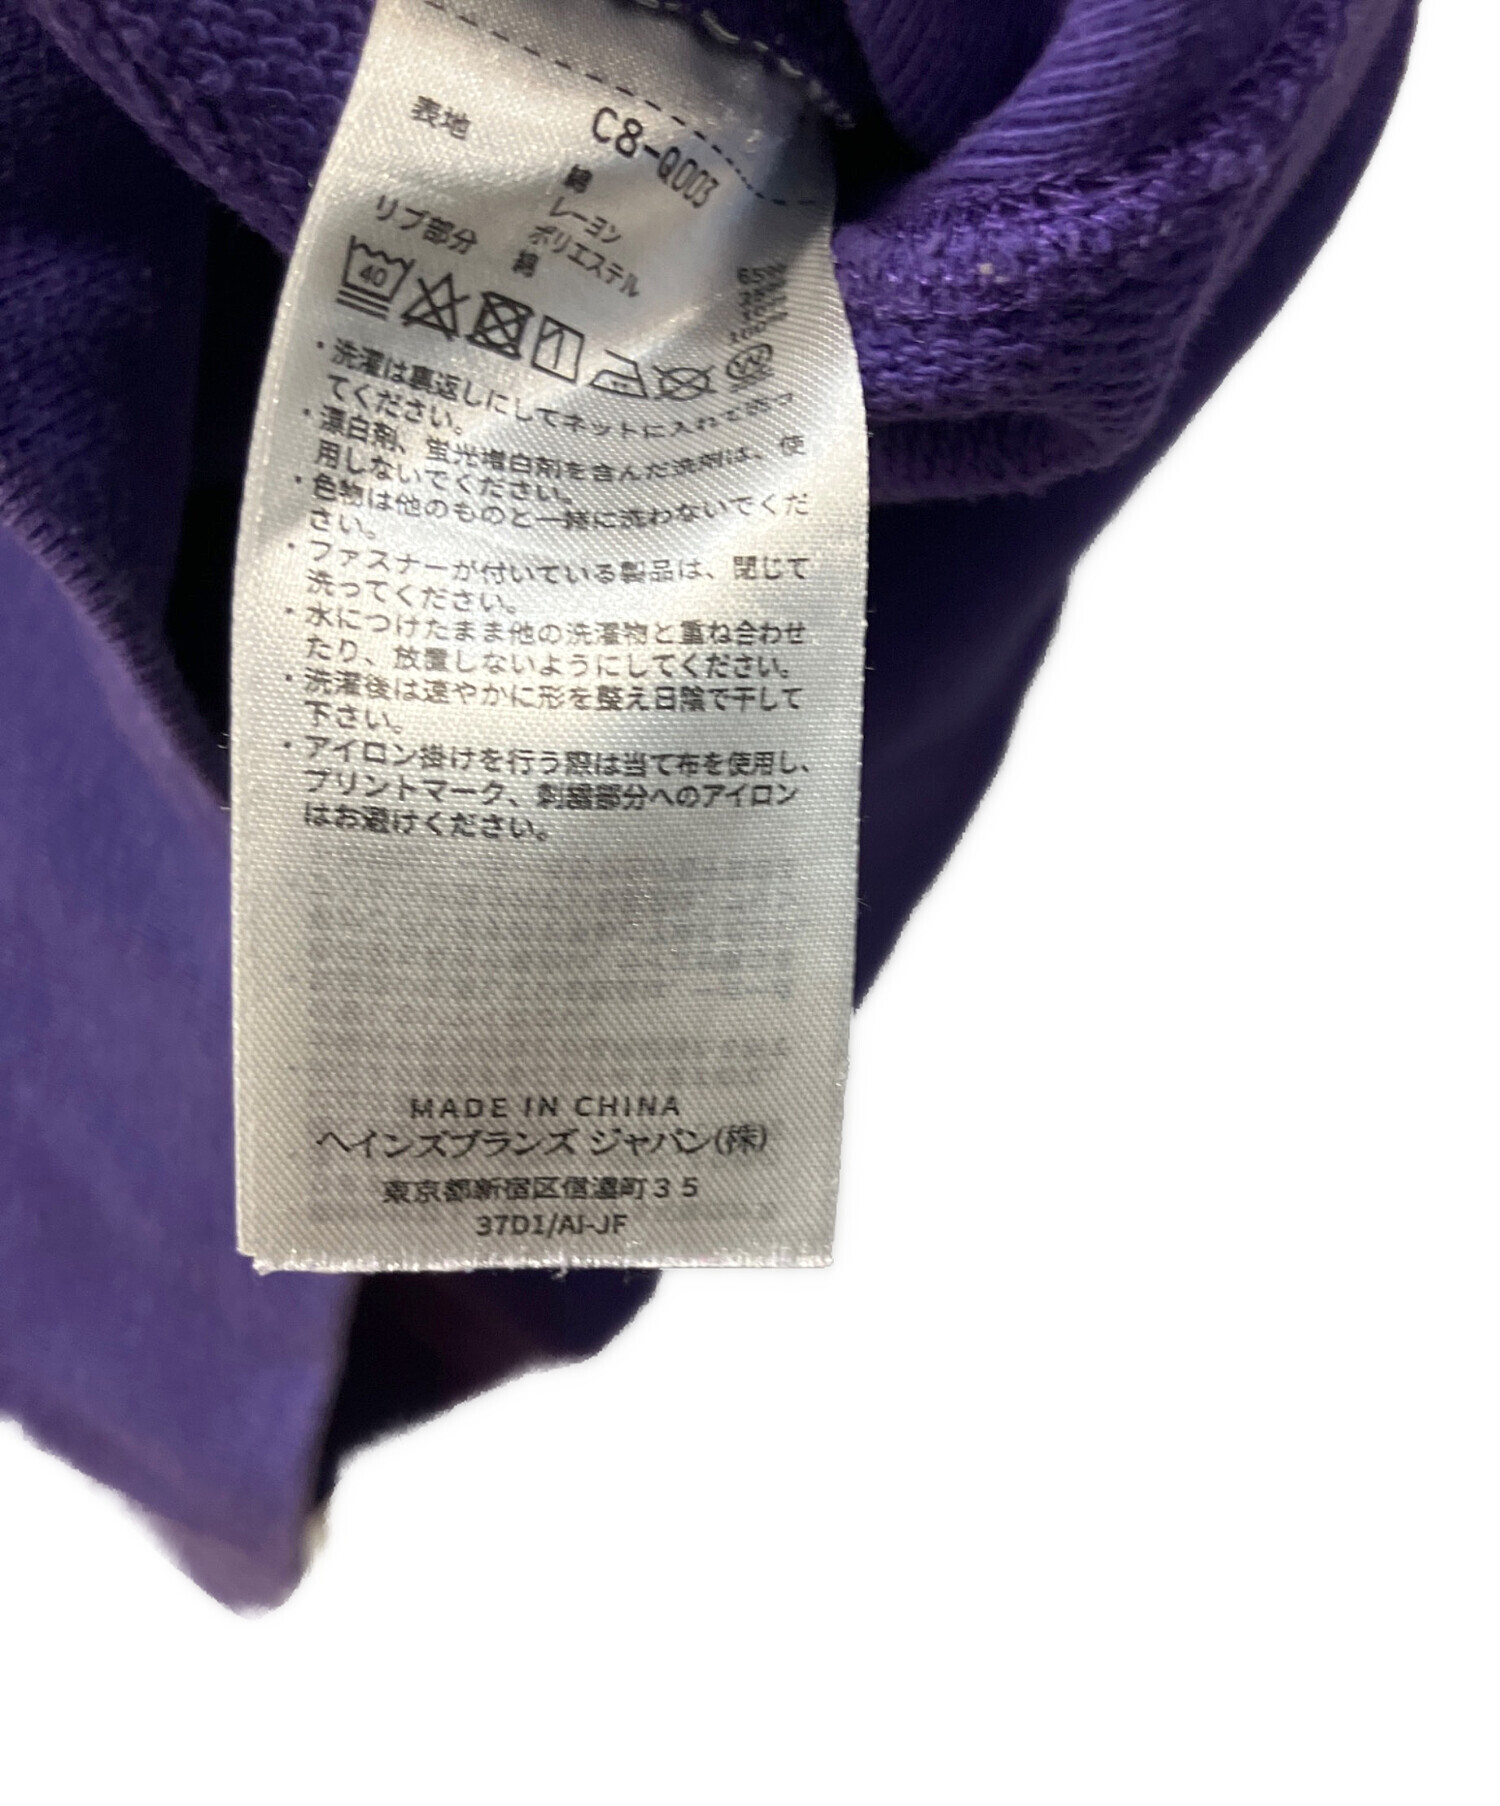 C8-Q003
表地
綿 65%
レーヨン
ポリエステル
リブ部分 綿 100%
40
・洗濯は裏返しにしてネットに入れて洗っ
てください。
・漂白剤、蛍光増白剤を含んだ洗剤は、使
用しないでください。
・色物は他のものと一緒に洗わないでくだ
さい。
・ファスナーが付いている製品は、閉じて
洗ってください。
・水につけたまま他の洗濯物と重ね合わせ
たり、放置しないようにしてください。
・洗濯後は速やかに形を整え日陰で干して
下さい。
・アイロン掛けを行う際は当て布を使用し、
プリントマーク、刺繍部分へのアイロン
はお避けください。
MADE IN CHINA
ヘインズブランズ ジャパン(株)
東京都新宿区信濃町35
37D1/AI-JF